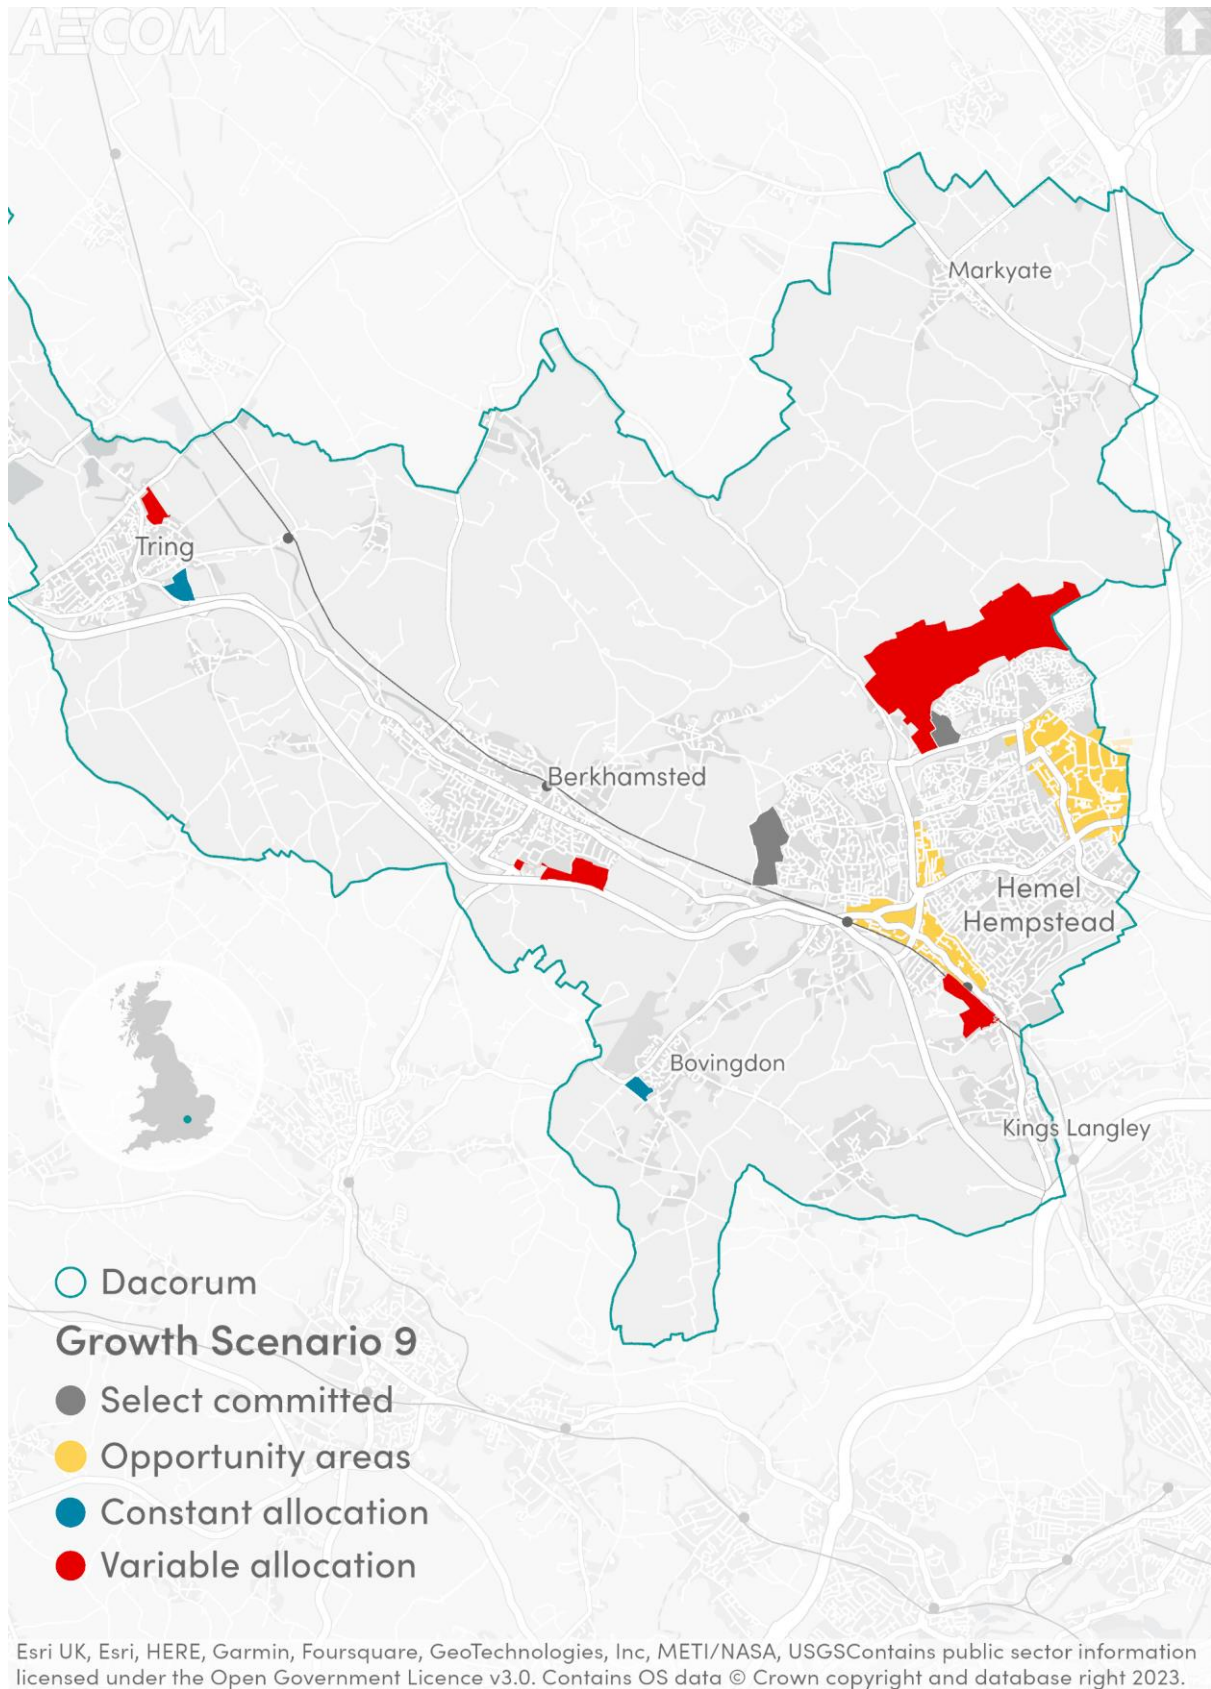 AECOM
Markyate
Tring
Berkhamsted
Hemel
Hempstead
Bovingdon
Kings Langley
Dacorum
Growth Scenario 9
Select committed
Opportunity areas
Constant allocation
Variable allocation
Esri UK, Esri, HERE, Garmin, Foursquare, GeoTechnologies, Inc, METI/NASA, USGSContains public sector information
licensed under the Open Government Licence v3.0. Contains OS data © Crown copyright and database right 2023.